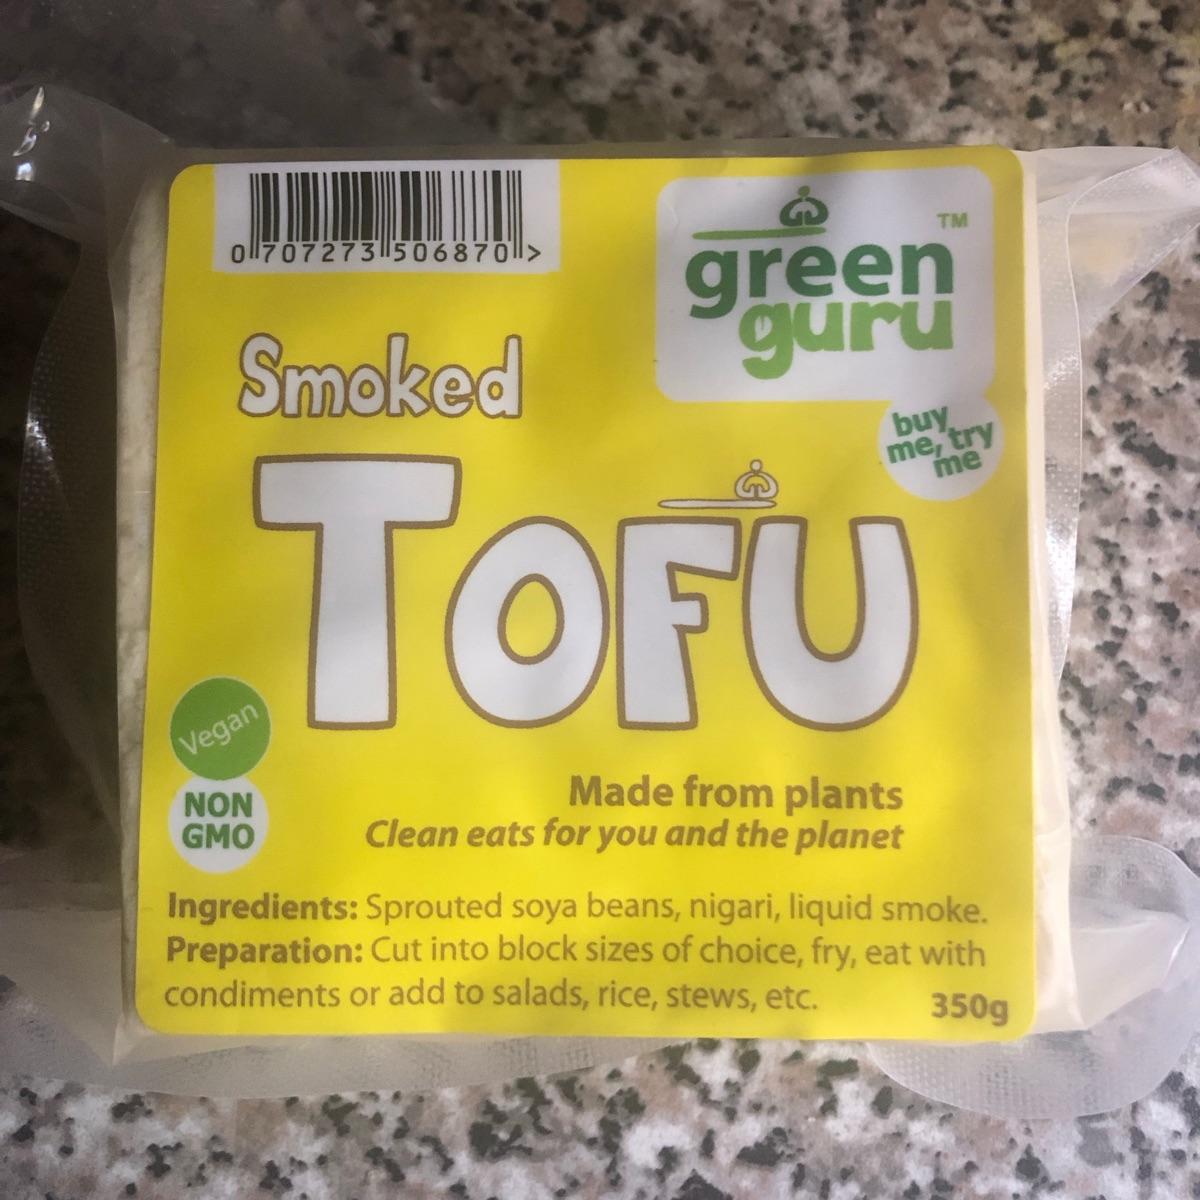 0 707273 506870 >
TM
green
guru
buy
me, try
me
Smoked
TOFU
Vegan
NON
GMO
Made from plants
Clean eats for you and the planet
Ingredients: Sprouted soya beans, nigari, liquid smoke.
Preparation: Cut into block sizes of choice, fry, eat with
condiments or add to salads, rice, stews, etc.
350g